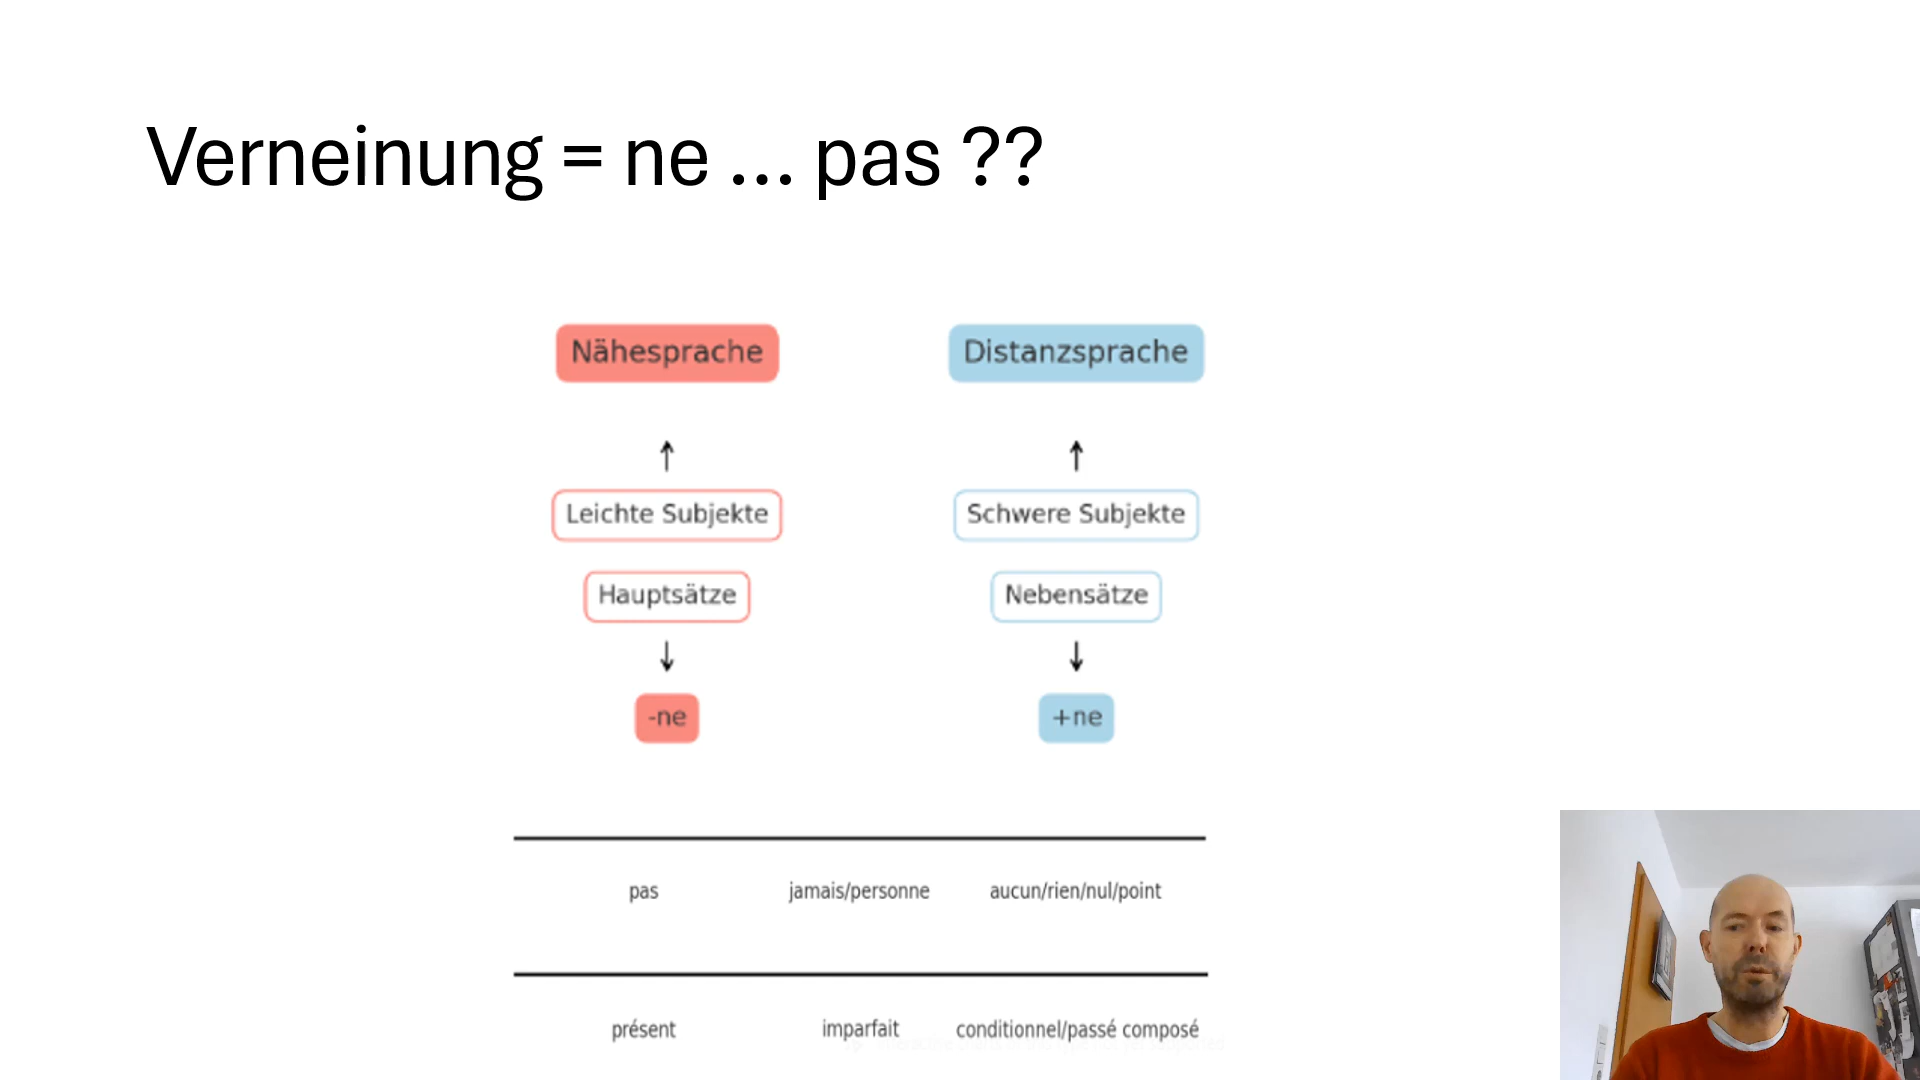 Verneinung = ne … pas ??
Nähesprache
Distanzsprache
Leichte Subjekte
Schwere Subjekte
Hauptsätze
Nebensätze
-ne
+ne
pas
jamais/personne
aucun/rien/nul/point
présent
imparfait
conditionnel/passé composé